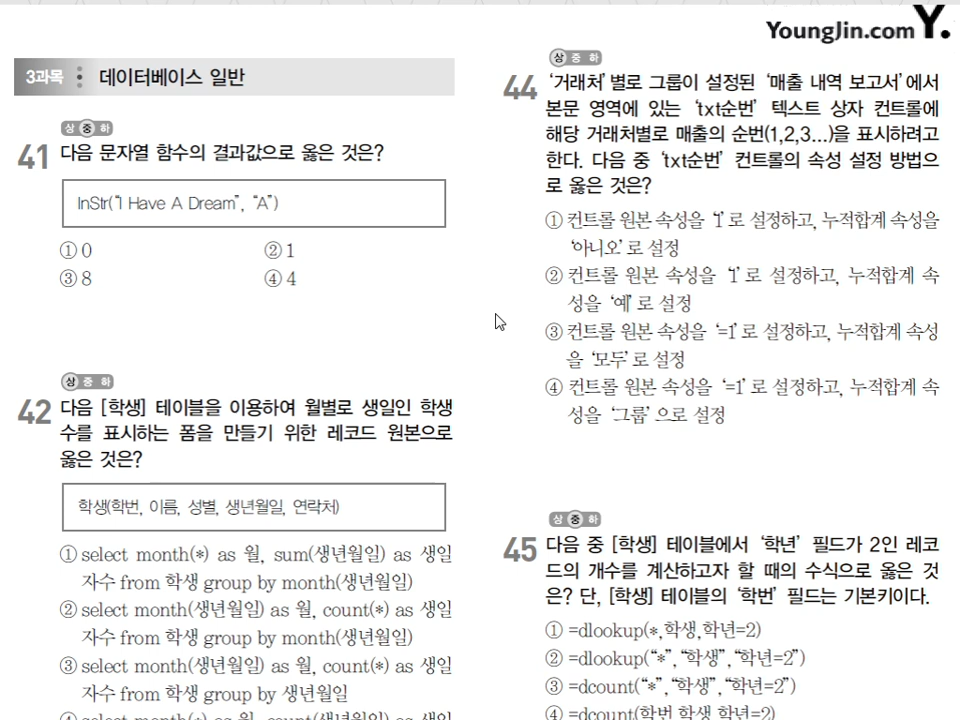 YoungJin.com Y.
3과목 데이터베이스 일반
상 중 하
41 다음 문자열 함수의 결과값으로 옳은 것은?
InStr("I Have A Dream", "A")
① 0 ② 1
③ 8 ④ 4
상 중 하
42 다음 [학생] 테이블을 이용하여 월별로 생일인 학생
수를 표시하는 폼을 만들기 위한 레코드 원본으로
옳은 것은?
학생(학번, 이름, 성별, 생년월일, 연락처)
① select month(*) as 월, sum(생년월일) as 생일
자수 from 학생 group by month(생년월일)
② select month(생년월일) as 월, count(*) as 생일
자수 from 학생 group by month(생년월일)
③ select month(생년월일) as 월, count(*) as 생일
자수 from 학생 group by 생년월일
④ select month(*) as 월, count(생년월일) as 생일
상 중 하
44 '거래처'별로 그룹이 설정된 '매출 내역 보고서'에서
본문 영역에 있는 'txt순번' 텍스트 상자 컨트롤에
해당 거래처별로 매출의 순번(1,2,3...)을 표시하려고
한다. 다음 중 'txt순번' 컨트롤의 속성 설정 방법으
로 옳은 것은?
① 컨트롤 원본 속성을 '1'로 설정하고, 누적합계 속성을
'아니오'로 설정
② 컨트롤 원본 속성을 '1'로 설정하고, 누적합계 속
성을 '예'로 설정
③ 컨트롤 원본 속성을 '=1'로 설정하고, 누적합계 속성
을 '모두'로 설정
④ 컨트롤 원본 속성을 '=1'로 설정하고, 누적합계 속
성을 '그룹'으로 설정
상 중 하
45 다음 중 [학생] 테이블에서 '학년' 필드가 2인 레코
드의 개수를 계산하고자 할 때의 수식으로 옳은 것
은? 단, [학생] 테이블의 '학번' 필드는 기본키이다.
① =dlookup(*,학생,학년=2)
② =dlookup("*","학생","학년=2")
③ =dcount("*","학생","학년=2")
④ =dcount(학번,학생,학년=2)